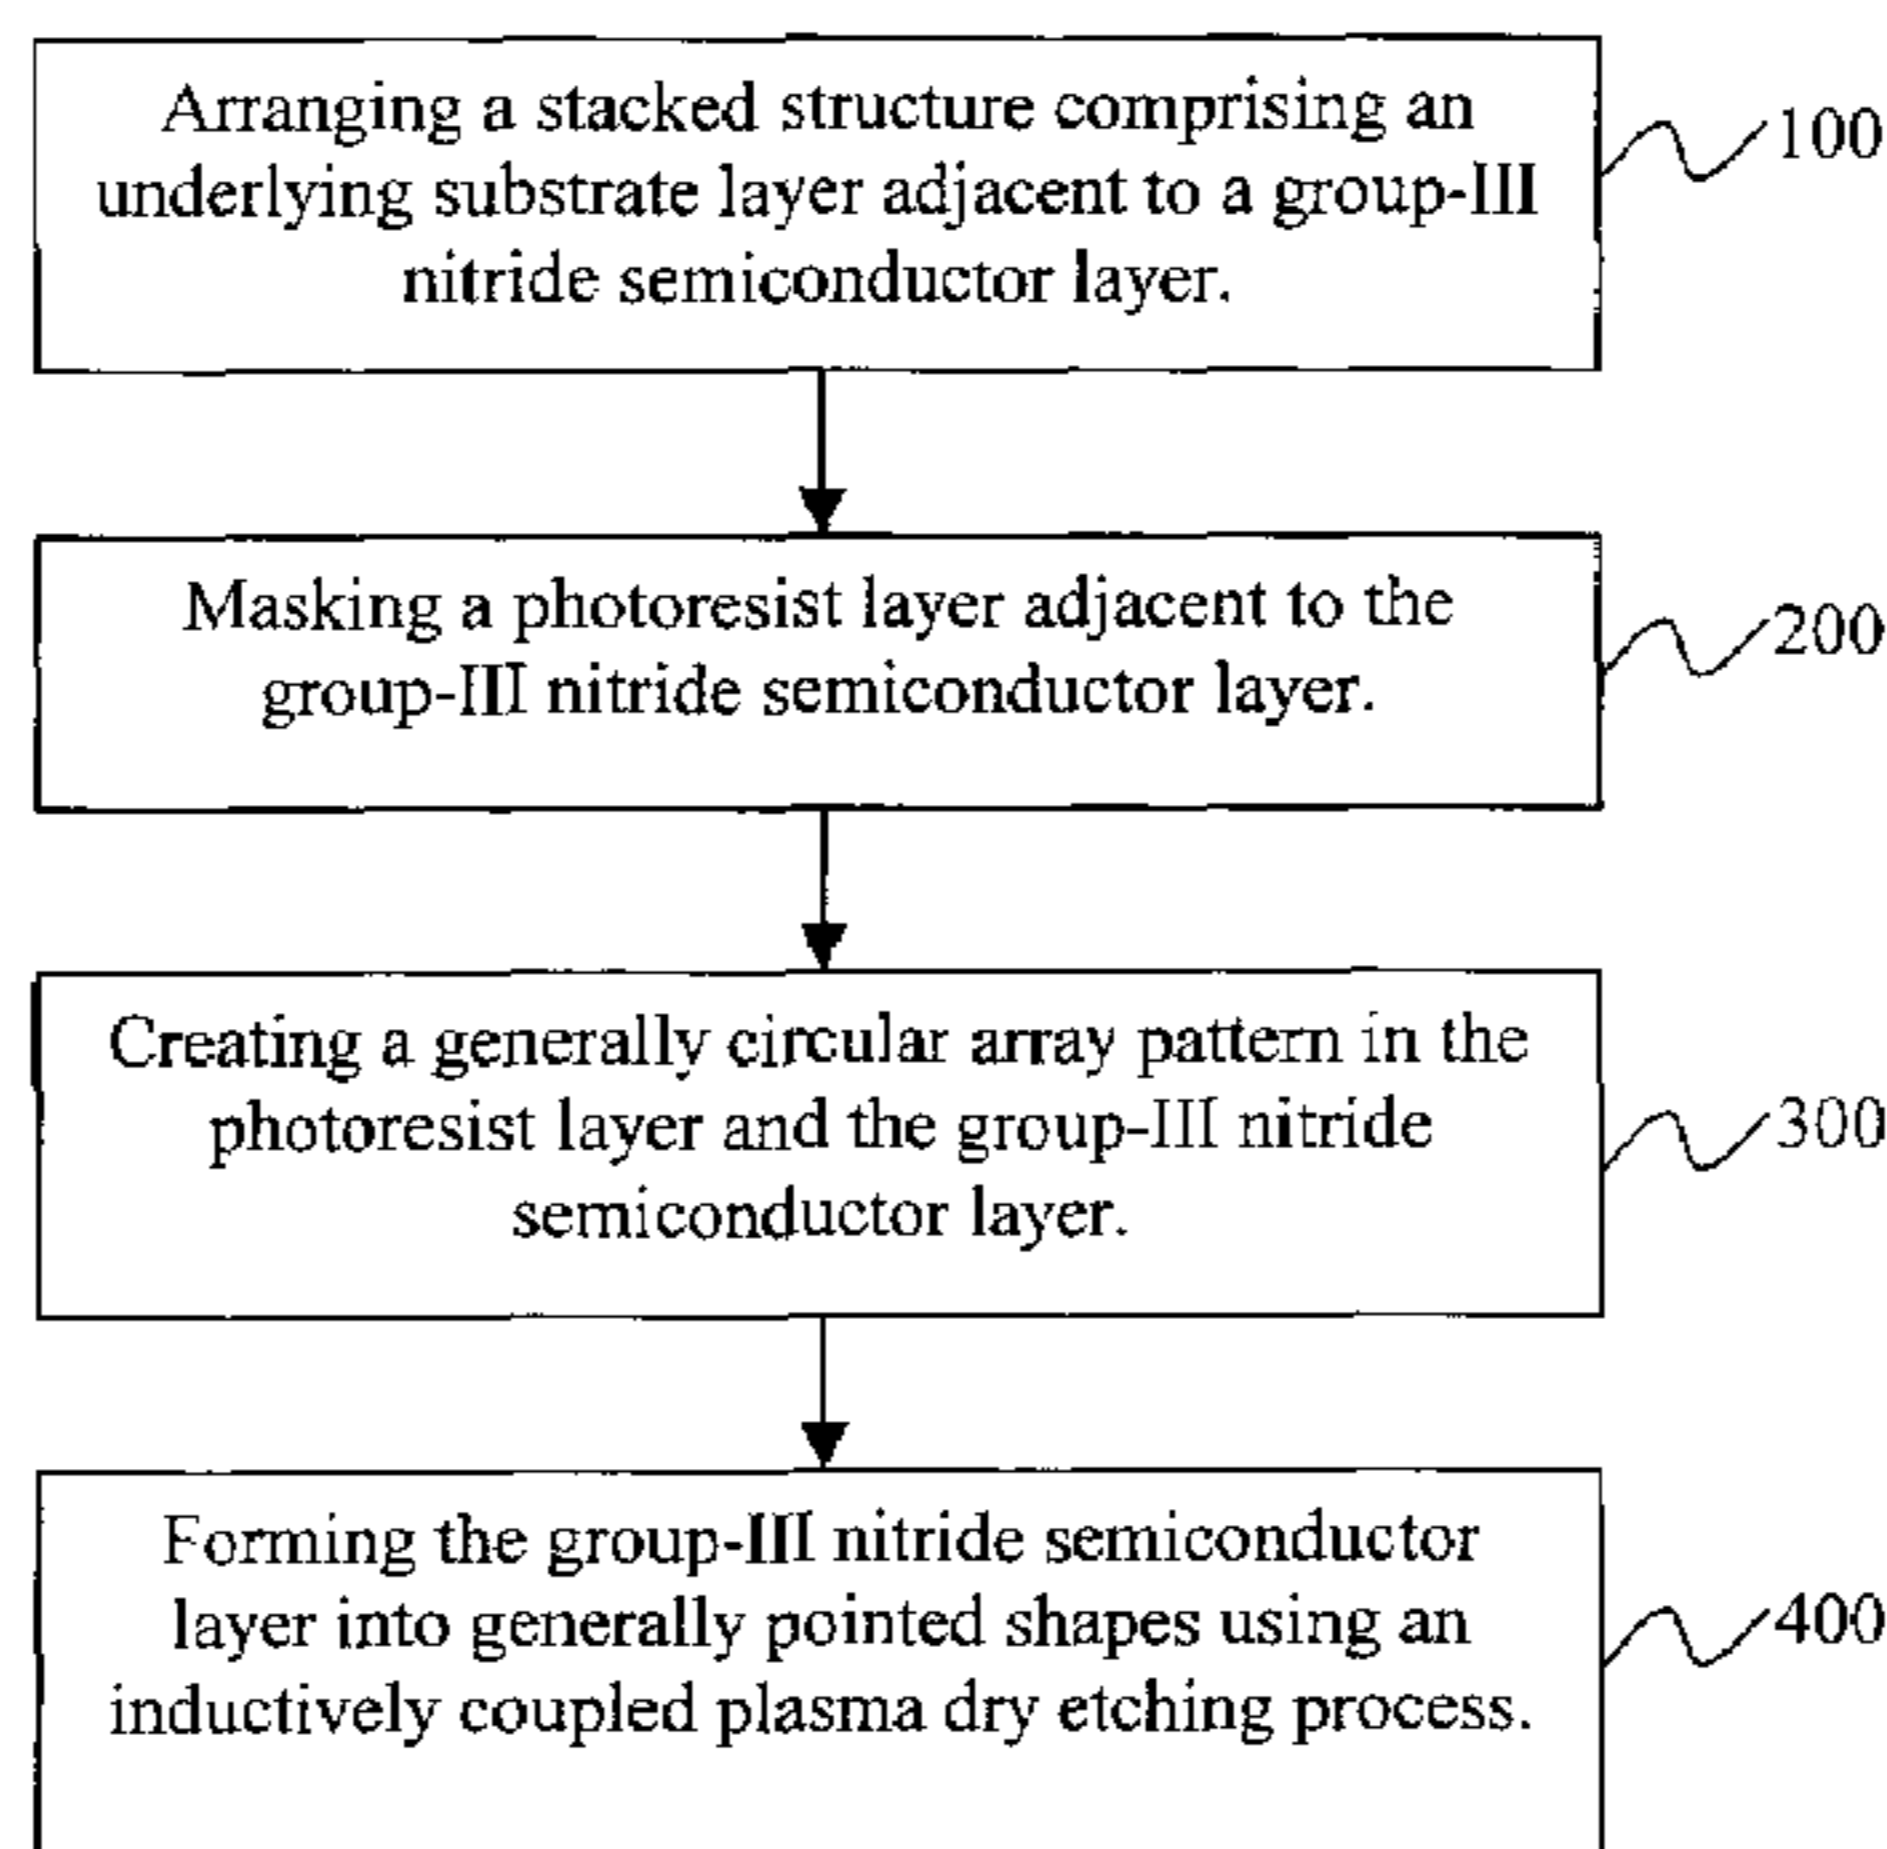 Arranging a stacked structure comprising an
underlying substrate layer adjacent to a group-III
nitride semiconductor layer.
100
Masking a photoresist layer adjacent to the
group-III nitride semiconductor layer.
200
Creating a generally circular array pattern in the
photoresist layer and the group-III nitride
semiconductor layer.
300
Forming the group-III nitride semiconductor
layer into generally pointed shapes using an
inductively coupled plasma dry etching process.
400